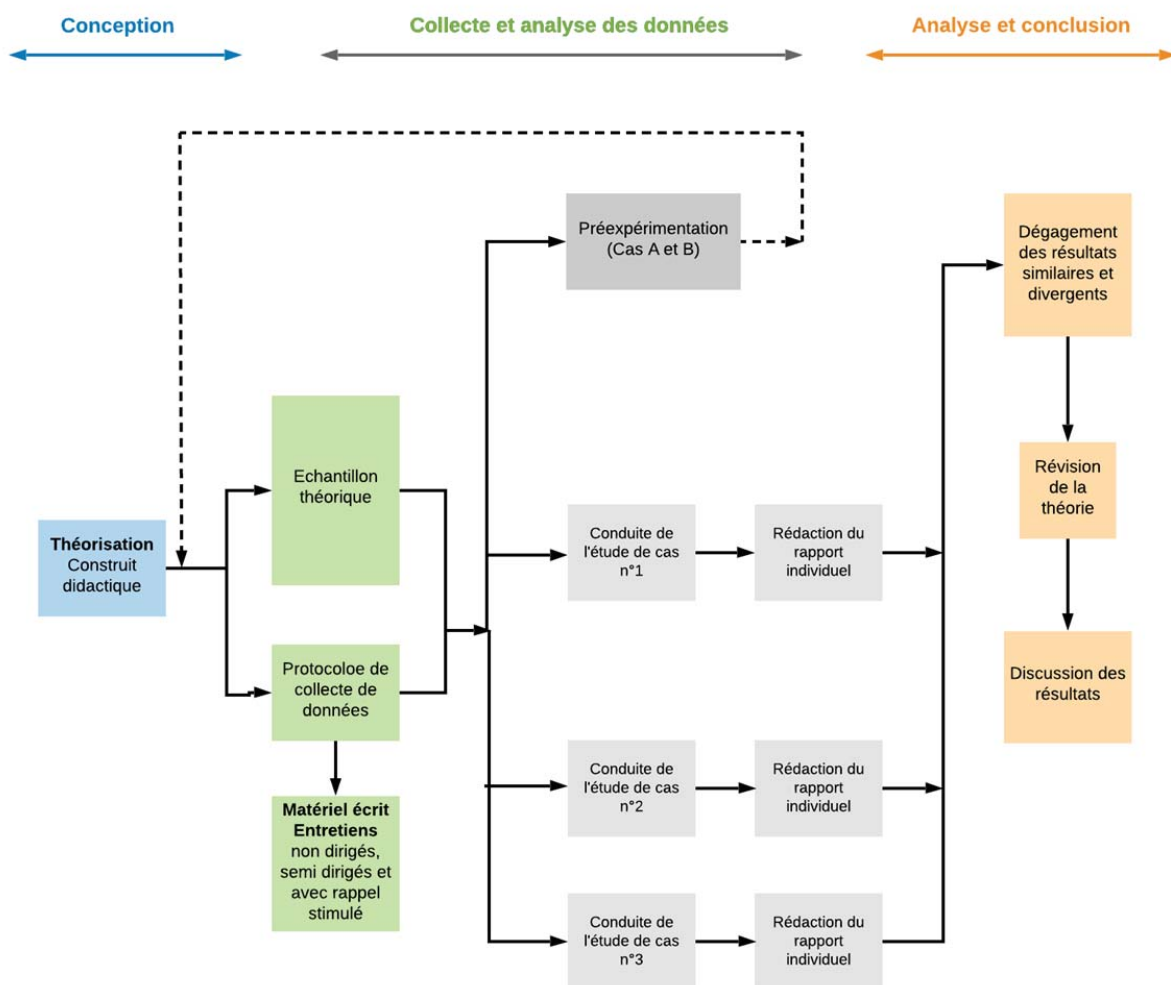 Conception
Collecte et analyse des données
Analyse et conclusion
Préexpérimentation
(Cas A et B)
Dégagement
des résultats
similaires et
divergents
Echantillon
théorique
Révision
de la
théorie
Théorisation
Construit
didactique
Conduite de
l'étude de cas
n°1
Rédaction du
rapport
individuel
Protocoloe de
collecte de
données
Discussion des
résultats
Conduite de
l'étude de cas
n°2
Rédaction du
rapport
individuel
Matériel écrit
Entretiens
non dirigés,
semi dirigés et
avec rappel
stimulé
Conduite de
l'étude de cas
n°3
Rédaction du
rapport
individuel